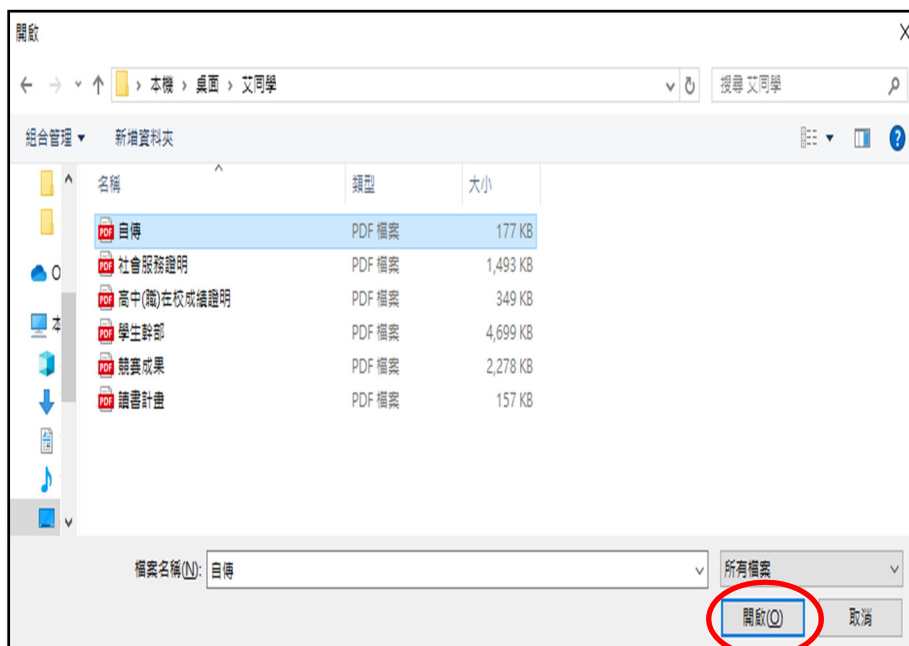 開啟
本機 › 桌面 › 艾同學
搜尋 艾同學
組合管理 新增資料夾
名稱 類型 大小
自傳 PDF 檔案 177 KB
社會服務證明 PDF 檔案 1,493 KB
高中(職)在校成績證明 PDF 檔案 349 KB
學生幹部 PDF 檔案 4,699 KB
競賽成果 PDF 檔案 2,278 KB
讀書計畫 PDF 檔案 157 KB
O
本
檔案名稱(N): 自傳 所有檔案
開啟(O) 取消